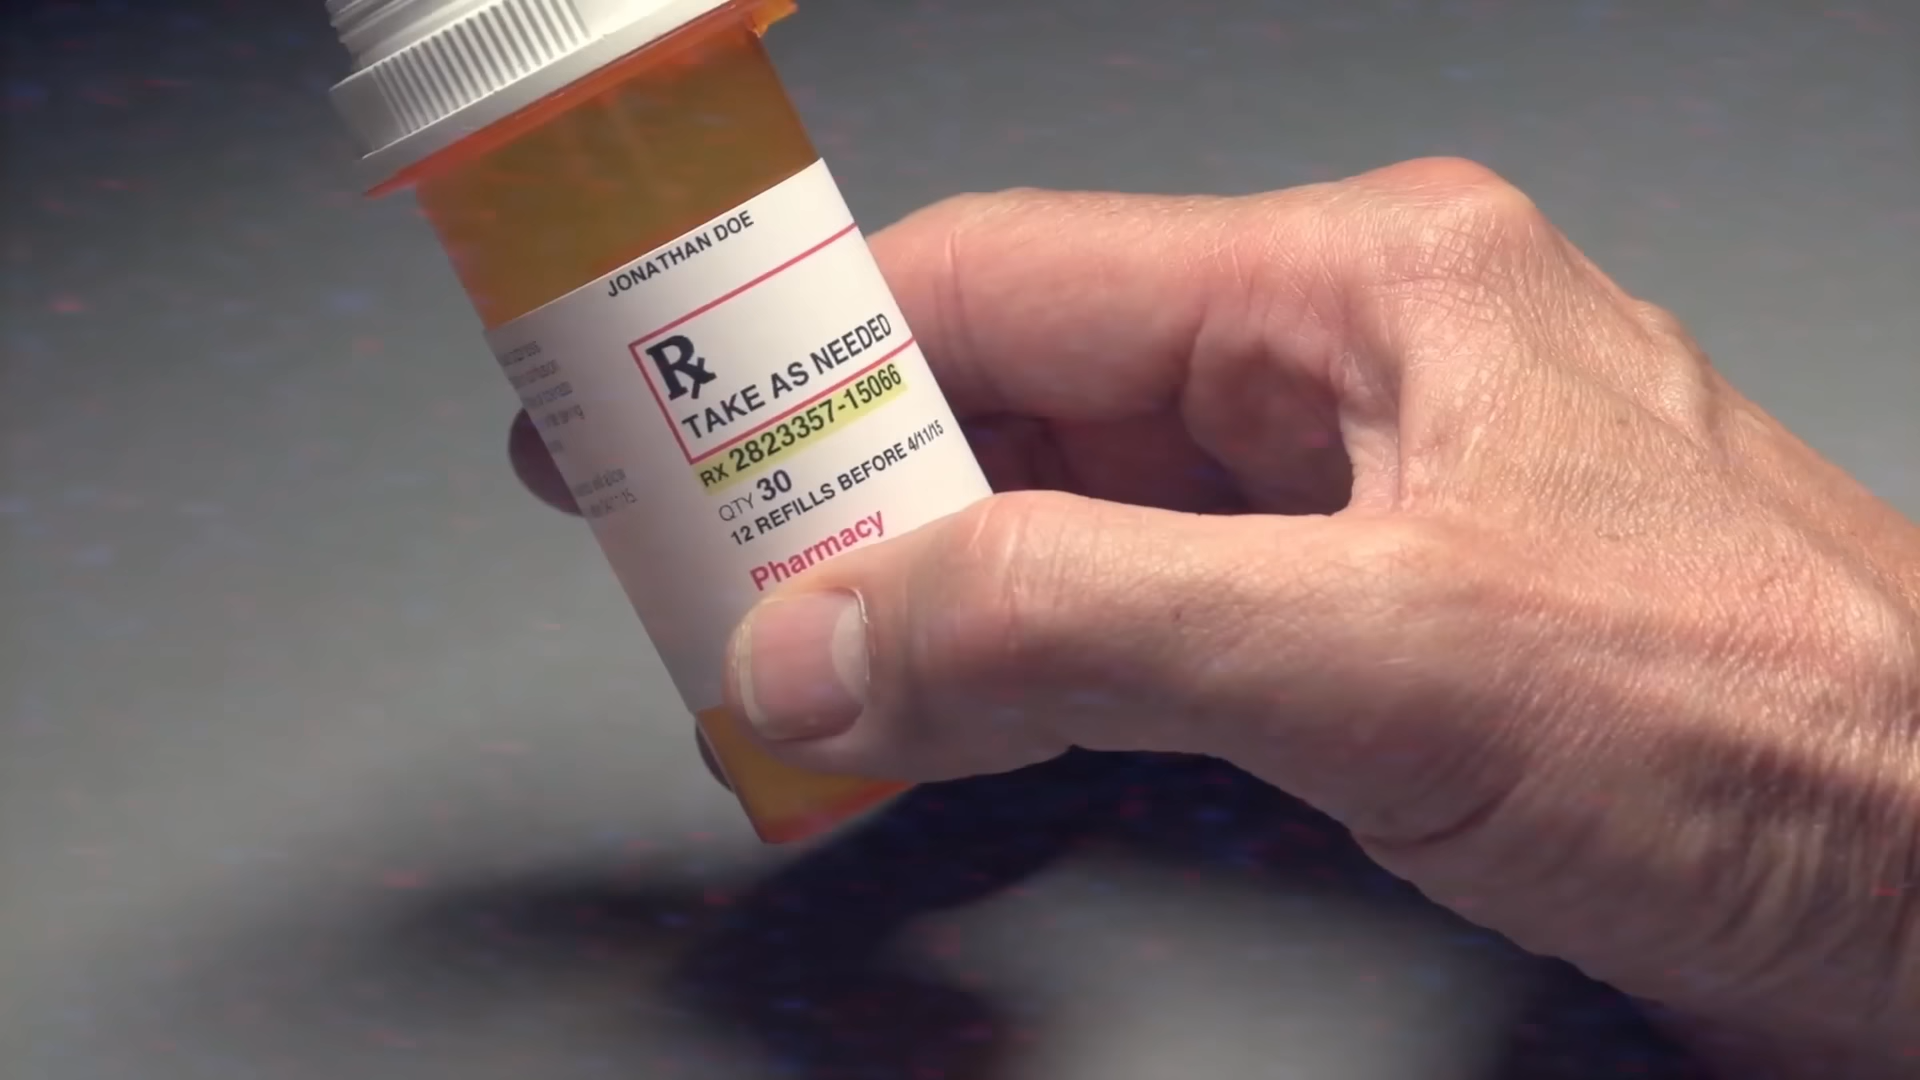 JONATHAN DOE
Rx
TAKE AS NEEDED
RX 2823357-15066
QTY 30
12 REFILLS BEFORE 4/11/15
Pharmacy